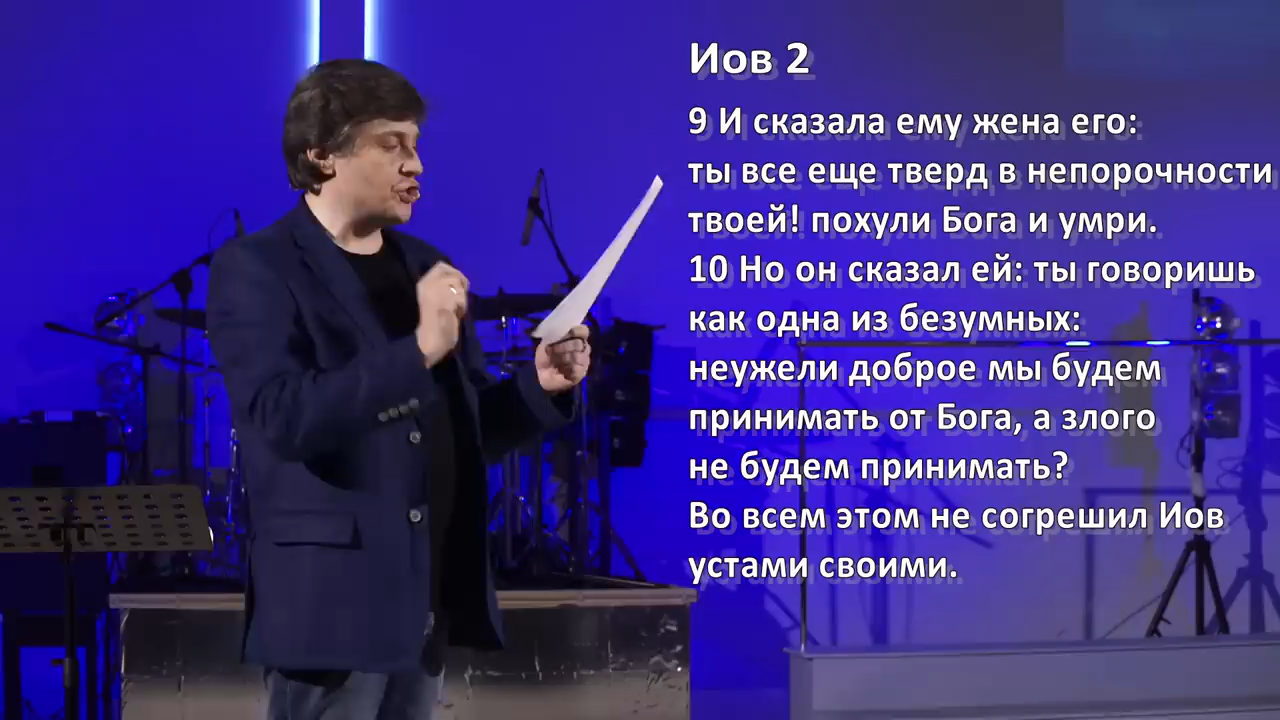 Иов 2
9 И сказала ему жена его:
ты все еще тверд в непорочности
твоей! похули Бога и умри.
10 Но он сказал ей: ты говоришь
как одна из безумных:
неужели доброе мы будем
принимать от Бога, а злого
не будем принимать?
Во всем этом не согрешил Иов
устами своими.